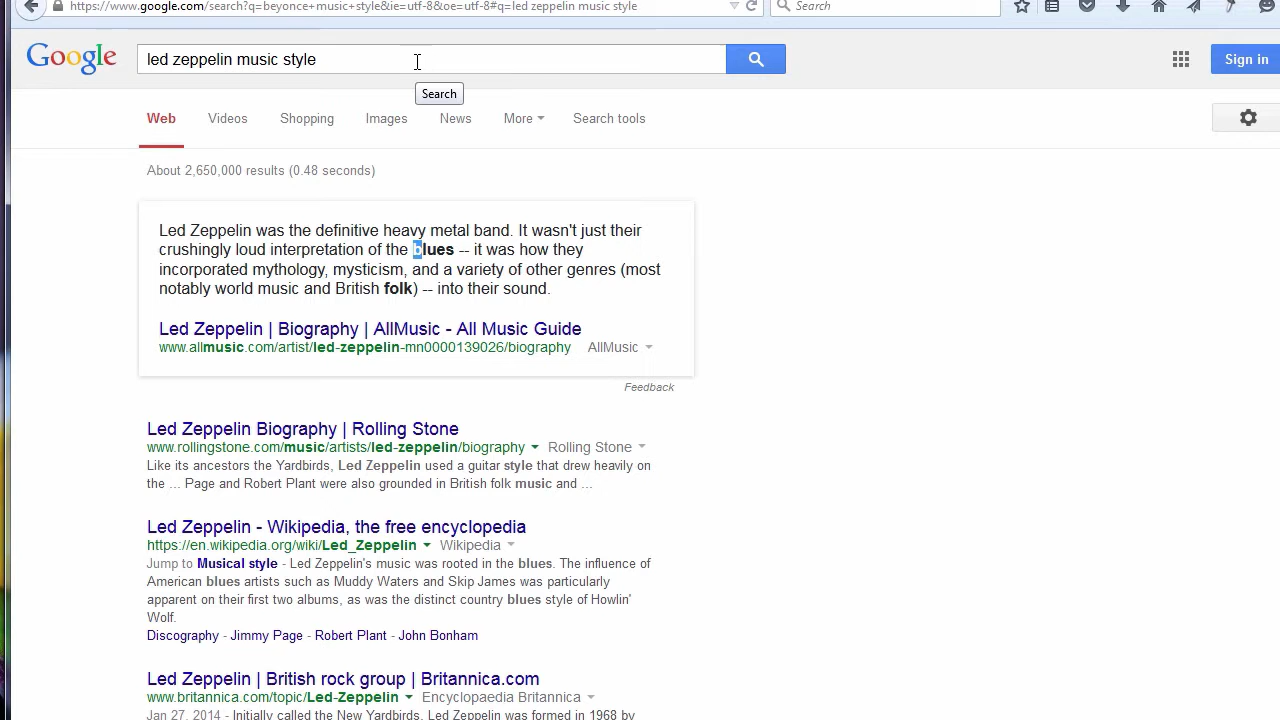 https://www.google.com/search?q=beyonce+music+style&ie=utf-8&oe=utf-8#q=led zeppelin music style
Search
Google
led zeppelin music style
Sign in
Search
Web Videos Shopping Images News More Search tools
About 2,650,000 results (0.48 seconds)
Led Zeppelin was the definitive heavy metal band. It wasn't just their
crushingly loud interpretation of the blues -- it was how they
incorporated mythology, mysticism, and a variety of other genres (most
notably world music and British folk) -- into their sound.
Led Zeppelin | Biography | AllMusic - All Music Guide
www.allmusic.com/artist/led-zeppelin-mn0000139026/biography AllMusic
Feedback
Led Zeppelin Biography | Rolling Stone
www.rollingstone.com/music/artists/led-zeppelin/biography Rolling Stone
Like its ancestors the Yardbirds, Led Zeppelin used a guitar style that drew heavily on
the ... Page and Robert Plant were also grounded in British folk music and ...
Led Zeppelin - Wikipedia, the free encyclopedia
https://en.wikipedia.org/wiki/Led_Zeppelin Wikipedia
Jump to Musical style - Led Zeppelin's music was rooted in the blues. The influence of
American blues artists such as Muddy Waters and Skip James was particularly
apparent on their first two albums, as was the distinct country blues style of Howlin'
Wolf.
Discography - Jimmy Page - Robert Plant - John Bonham
Led Zeppelin | British rock group | Britannica.com
www.britannica.com/topic/Led-Zeppelin Encyclopaedia Britannica
Jan 27, 2014 - Initially called the New Yardbirds, Led Zeppelin was formed in 1968 by